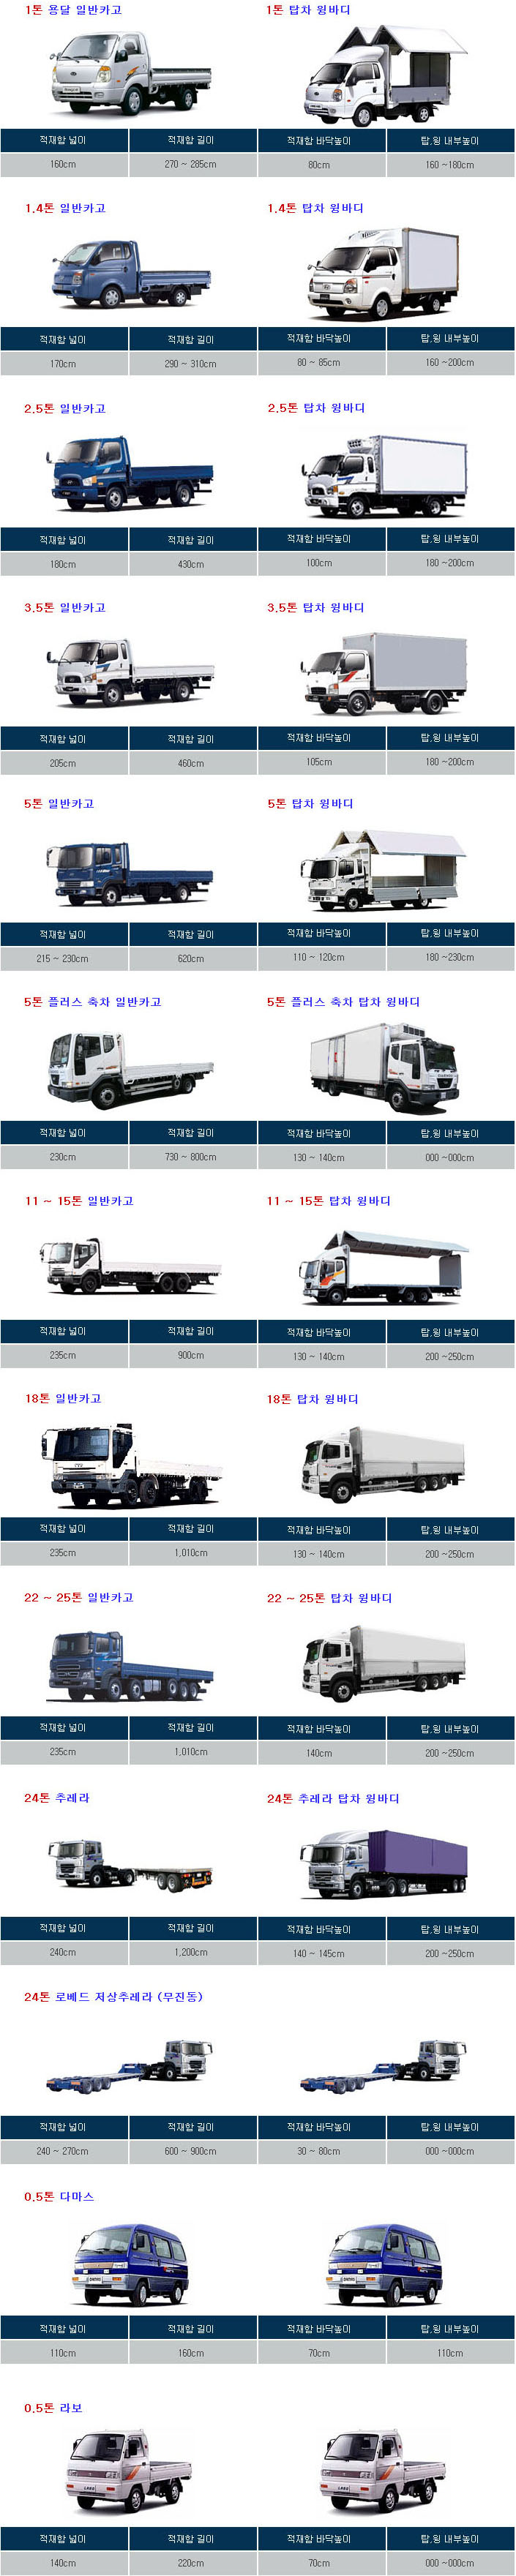 1톤 용달 일반카고 1톤 탑차 윙바디
적재함 넓이 적재함 길이 적재함 바닥높이 탑,윙 내부높이
160cm 270 ~ 285cm 80cm 160 ~180cm
1.4톤 일반카고 1.4톤 탑차 윙바디
적재함 넓이 적재함 길이 적재함 바닥높이 탑,윙 내부높이
170cm 290 ~ 310cm 80 ~ 85cm 160 ~200cm
2.5톤 일반카고 2.5톤 탑차 윙바디
적재함 넓이 적재함 길이 적재함 바닥높이 탑,윙 내부높이
180cm 430cm 100cm 180 ~200cm
3.5톤 일반카고 3.5톤 탑차 윙바디
적재함 넓이 적재함 길이 적재함 바닥높이 탑,윙 내부높이
205cm 460cm 105cm 180 ~200cm
5톤 일반카고 5톤 탑차 윙바디
적재함 넓이 적재함 길이 적재함 바닥높이 탑,윙 내부높이
215 ~ 230cm 620cm 110 ~ 120cm 180 ~230cm
5톤 플러스 축차 일반카고 5톤 플러스 축차 탑차 윙바디
적재함 넓이 적재함 길이 적재함 바닥높이 탑,윙 내부높이
230cm 730 ~ 800cm 130 ~ 140cm 000 ~000cm
11 ~ 15톤 일반카고 11 ~ 15톤 탑차 윙바디
적재함 넓이 적재함 길이 적재함 바닥높이 탑,윙 내부높이
235cm 900cm 130 ~ 140cm 200 ~250cm
18톤 일반카고 18톤 탑차 윙바디
적재함 넓이 적재함 길이 적재함 바닥높이 탑,윙 내부높이
235cm 1,010cm 130 ~ 140cm 200 ~250cm
22 ~ 25톤 일반카고 22 ~ 25톤 탑차 윙바디
적재함 넓이 적재함 길이 적재함 바닥높이 탑,윙 내부높이
235cm 1,010cm 140cm 200 ~250cm
24톤 추레라 24톤 추레라 탑차 윙바디
적재함 넓이 적재함 길이 적재함 바닥높이 탑,윙 내부높이
240cm 1,200cm 140 ~ 145cm 200 ~250cm
24톤 로베드 저상추레라 (무진동)
적재함 넓이 적재함 길이 적재함 바닥높이 탑,윙 내부높이
240 ~ 270cm 600 ~ 900cm 30 ~ 80cm 000 ~000cm
0.5톤 다마스
적재함 넓이 적재함 길이 적재함 바닥높이 탑,윙 내부높이
110cm 160cm 70cm 110cm
0.5톤 라보
적재함 넓이 적재함 길이 적재함 바닥높이 탑,윙 내부높이
140cm 220cm 70cm 000 ~000cm